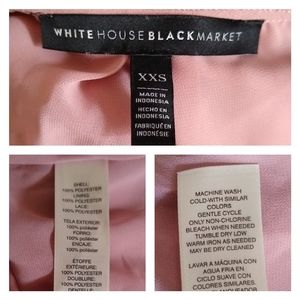 WHITE HOUSE BLACK MARKET
XXS
MADE IN
INDONESIA
HECHO EN
INDONESIA
FABRIQUÉ EN
INDONÉSIE
SHELL:
100% POLYESTER
LINING:
100% POLYESTER
LACE:
100% POLYESTER
TELA EXTERIOR:
100% poliéster
FORRO:
100% poliéster
ENCAJE:
100% poliéster
ÉTOFFE
EXTÉRIEURE:
100% POLYESTER
DOUBLURE:
100% POLYESTER
DENTELLE:
MACHINE WASH
COLD-WITH SIMILAR
COLORS
GENTLE CYCLE
ONLY NON-CHLORINE
BLEACH WHEN NEEDED
TUMBLE DRY LOW
WARM IRON AS NEEDED
MAY BE DRY CLEANED
LAVAR A MÁQUINA CON
AGUA FRIA EN
CICLO SUAVE CON
COLORES SIMILARES